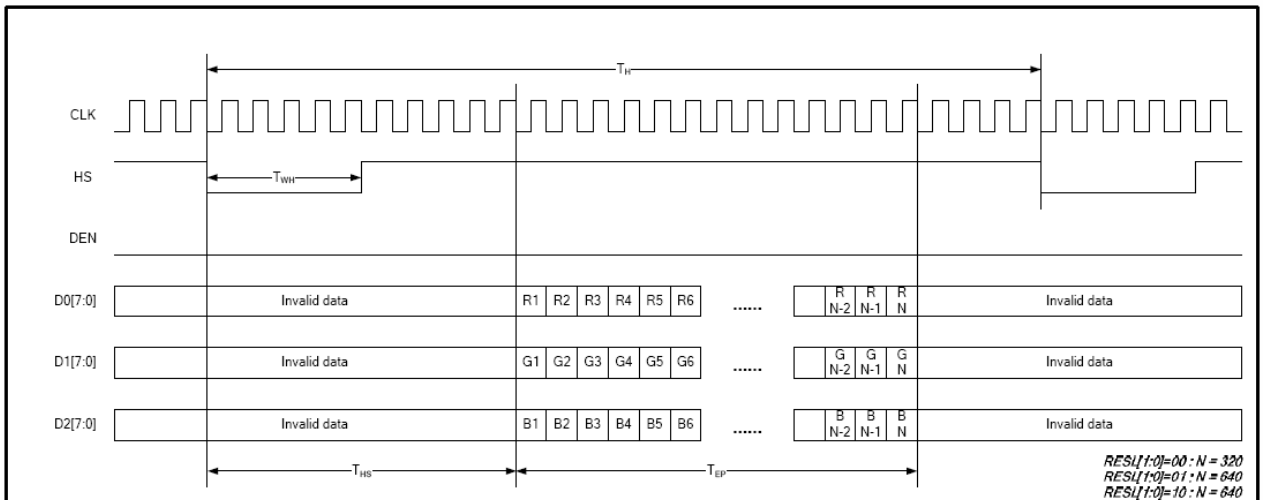 TH
CLK
HS
TWH
DEN
D0[7:0] Invalid data R1 R2 R3 R4 R5 R6 ...... R N-2 R N-1 R N Invalid data
D1[7:0] Invalid data G1 G2 G3 G4 G5 G6 ...... G N-2 G N-1 G N Invalid data
D2[7:0] Invalid data B1 B2 B3 B4 B5 B6 ...... B N-2 B N-1 B N Invalid data
THS TEP
RESL[1:0]=00 : N = 320
RESL[1:0]=01 : N = 640
RESL[1:0]=10 : N = 640